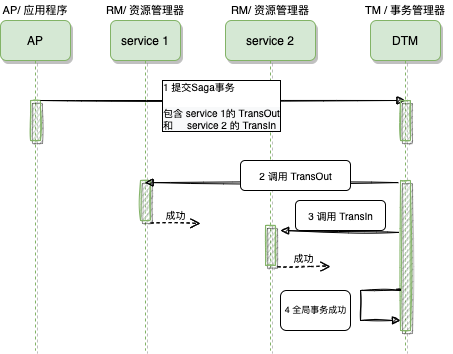 AP/ 应用程序
RM/ 资源管理器
RM/ 资源管理器
TM / 事务管理器
AP
service 1
service 2
DTM
1 提交Saga事务
包含 service 1的 TransOut
和 service 2 的 TransIn
2 调用 TransOut
成功
3 调用 TransIn
成功
4 全局事务成功